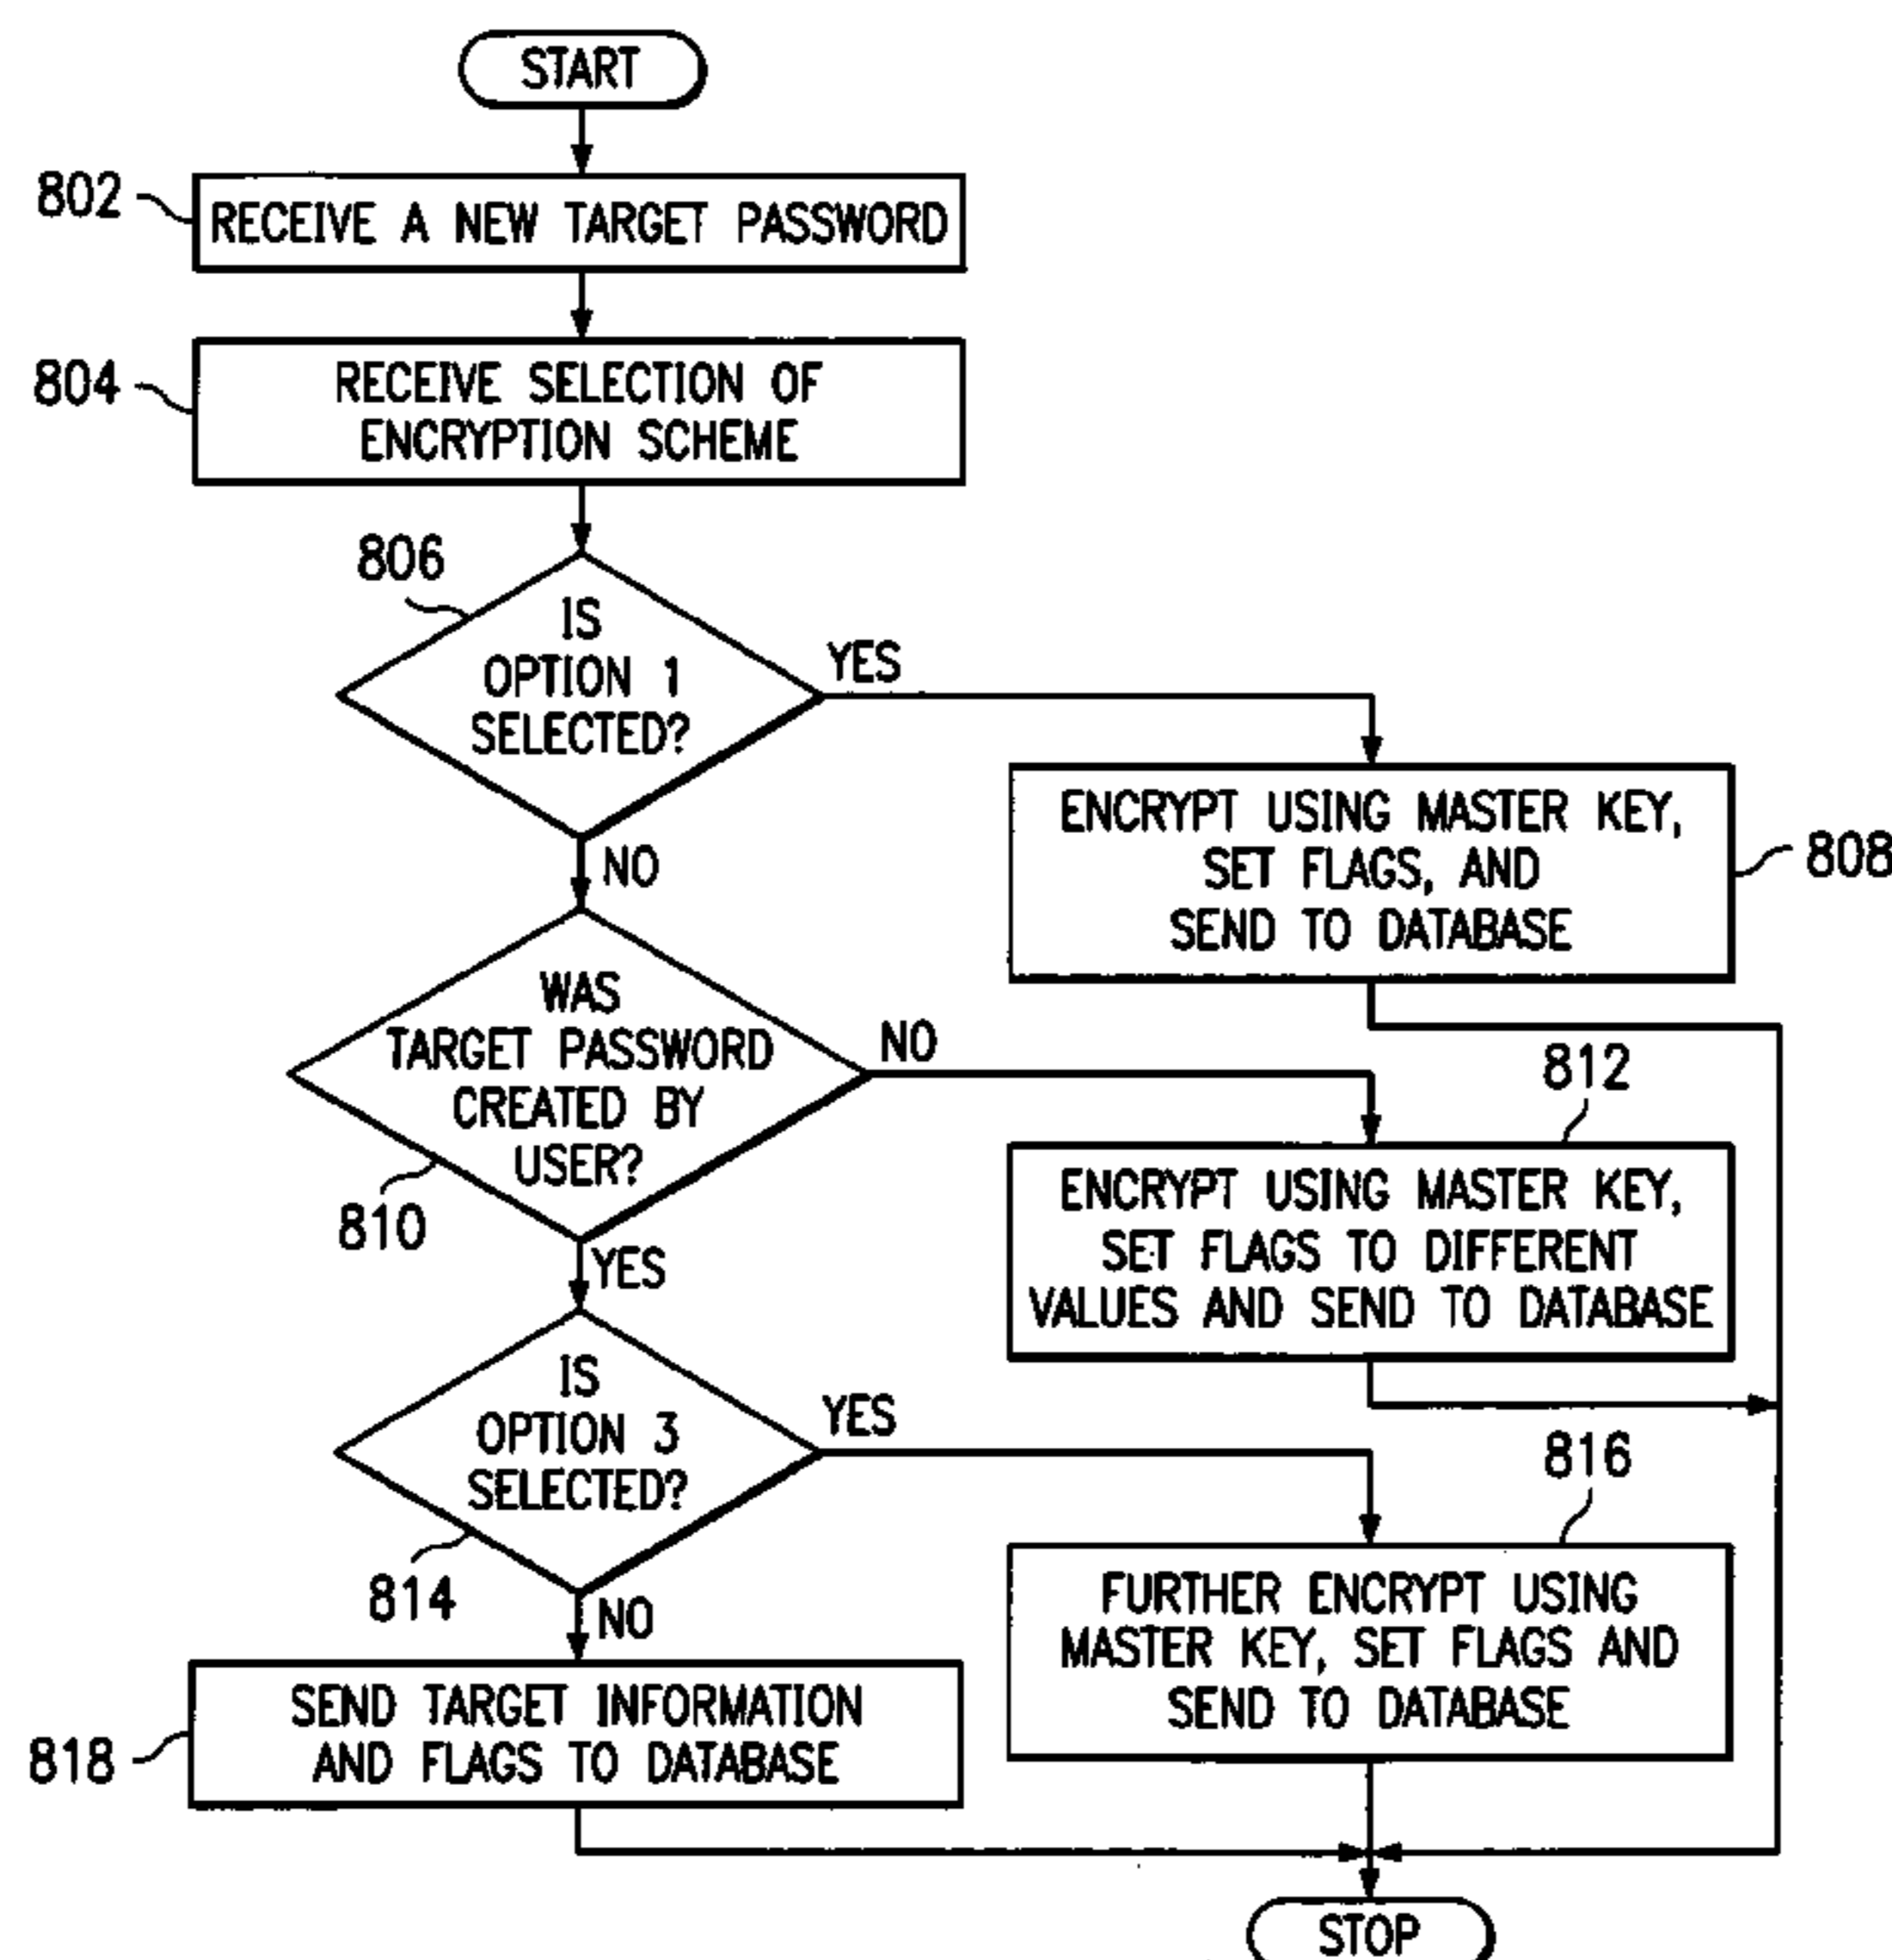 START
802
RECEIVE A NEW TARGET PASSWORD
804
RECEIVE SELECTION OF
ENCRYPTION SCHEME
806
IS
OPTION 1
SELECTED?
YES
NO
ENCRYPT USING MASTER KEY,
SET FLAGS, AND
SEND TO DATABASE
808
WAS
TARGET PASSWORD
CREATED BY
USER?
NO
810
YES
812
ENCRYPT USING MASTER KEY,
SET FLAGS TO DIFFERENT
VALUES AND SEND TO DATABASE
IS
OPTION 3
SELECTED?
YES
814
NO
816
FURTHER ENCRYPT USING
MASTER KEY, SET FLAGS AND
SEND TO DATABASE
818
SEND TARGET INFORMATION
AND FLAGS TO DATABASE
STOP